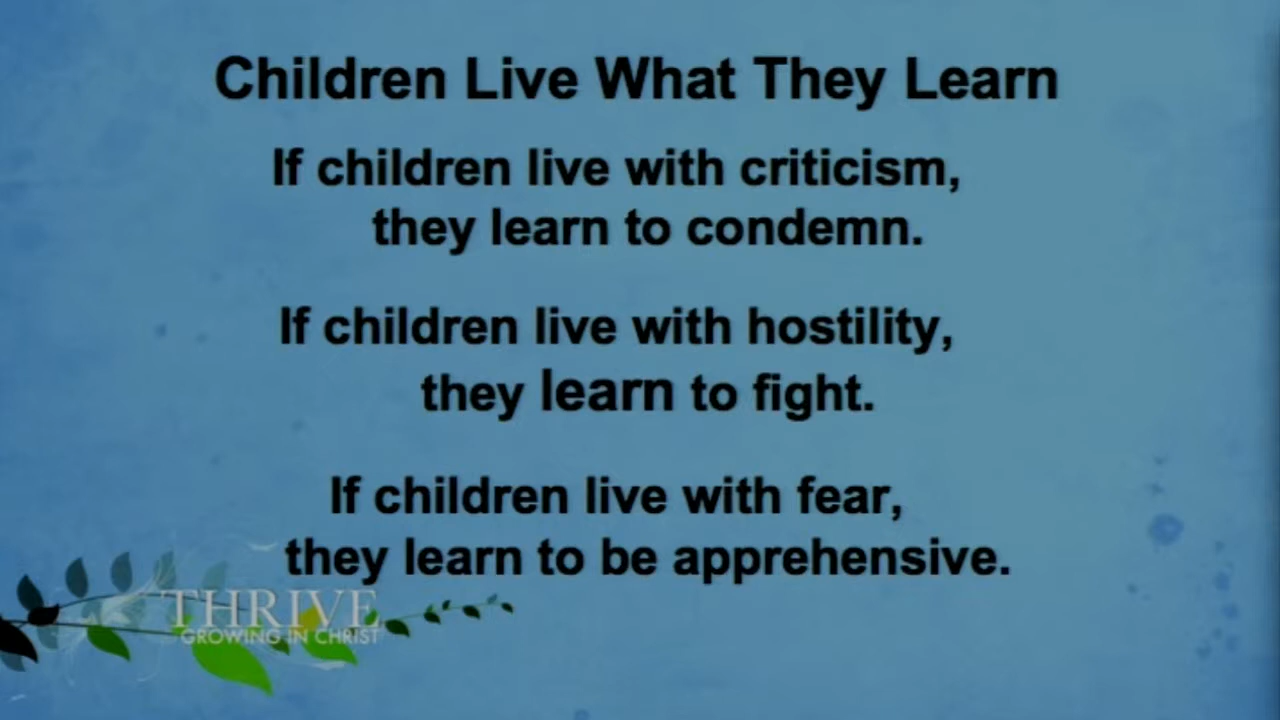 Children Live What They Learn
If children live with criticism,
they learn to condemn.
If children live with hostility,
they learn to fight.
If children live with fear,
they learn to be apprehensive.
THRIVE
GROWING IN CHRIST